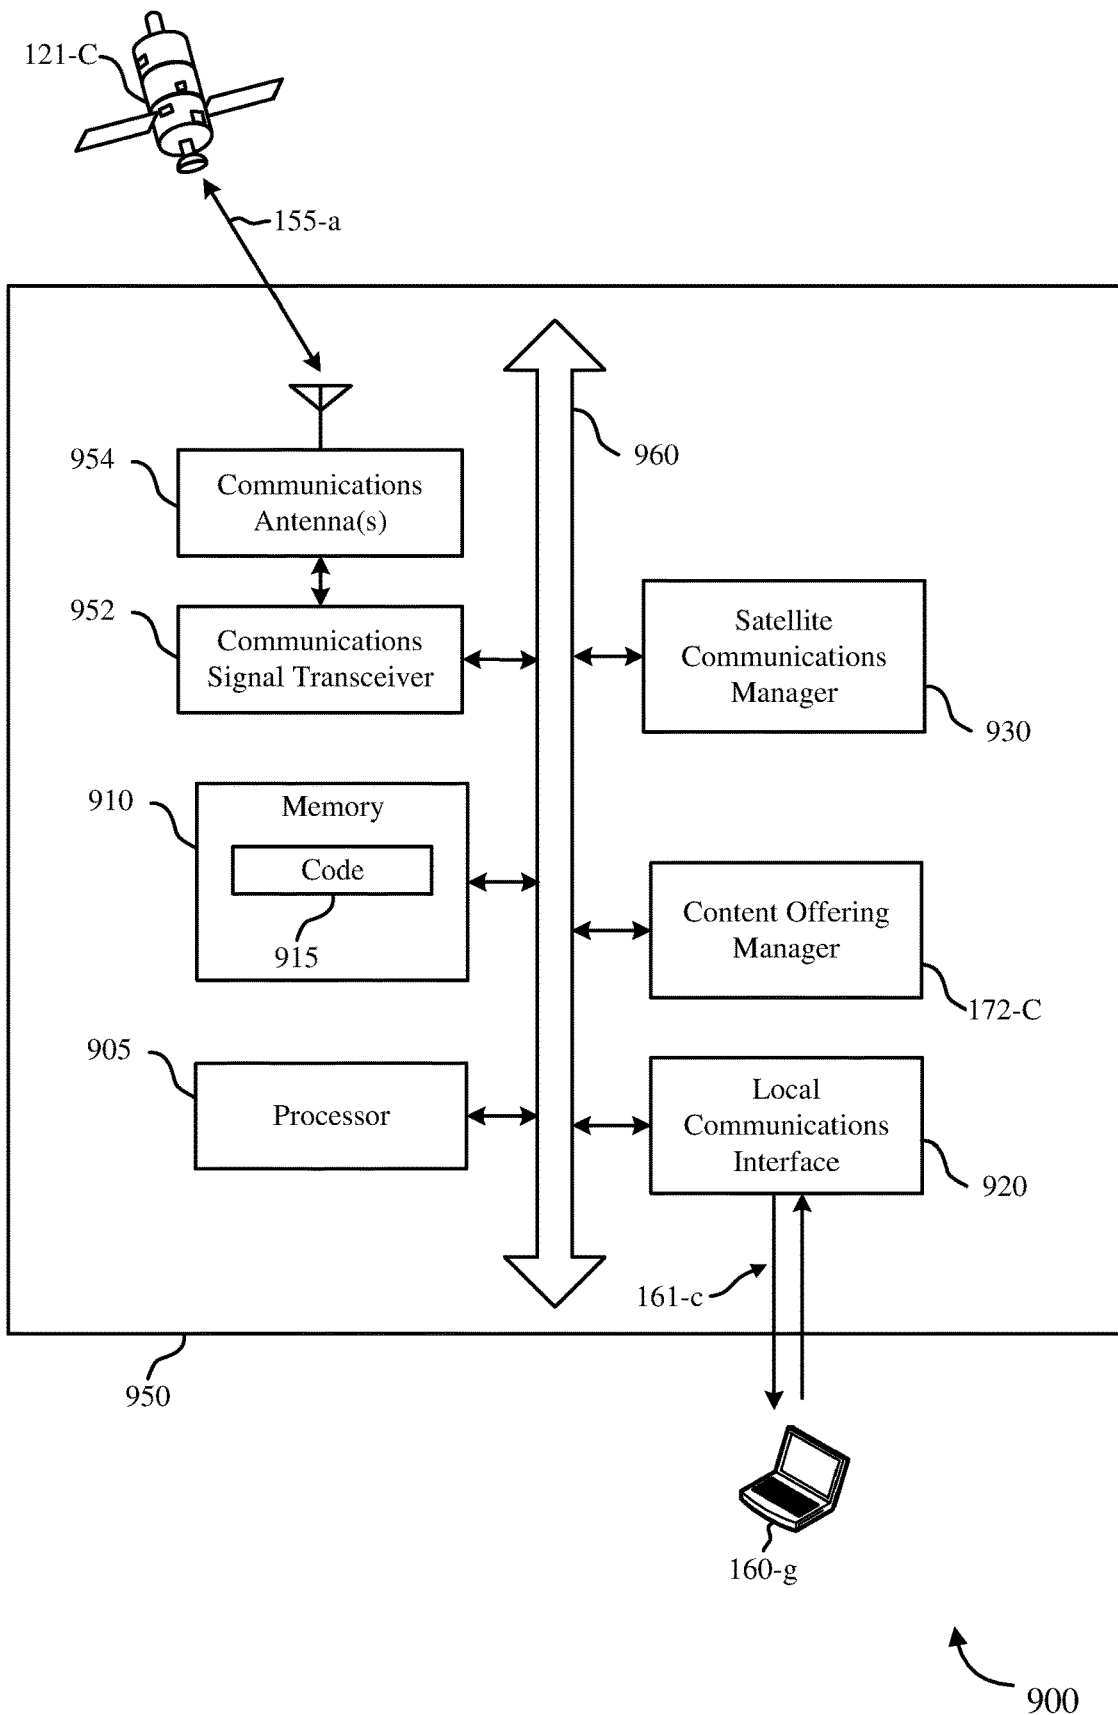 121-C
155-a
960
954
Communications
Antenna(s)
952
Communications
Signal Transceiver
Satellite
Communications
Manager
930
910
Memory
Code
915
Content Offering
Manager
172-C
905
Processor
Local
Communications
Interface
920
161-c
950
160-g
900